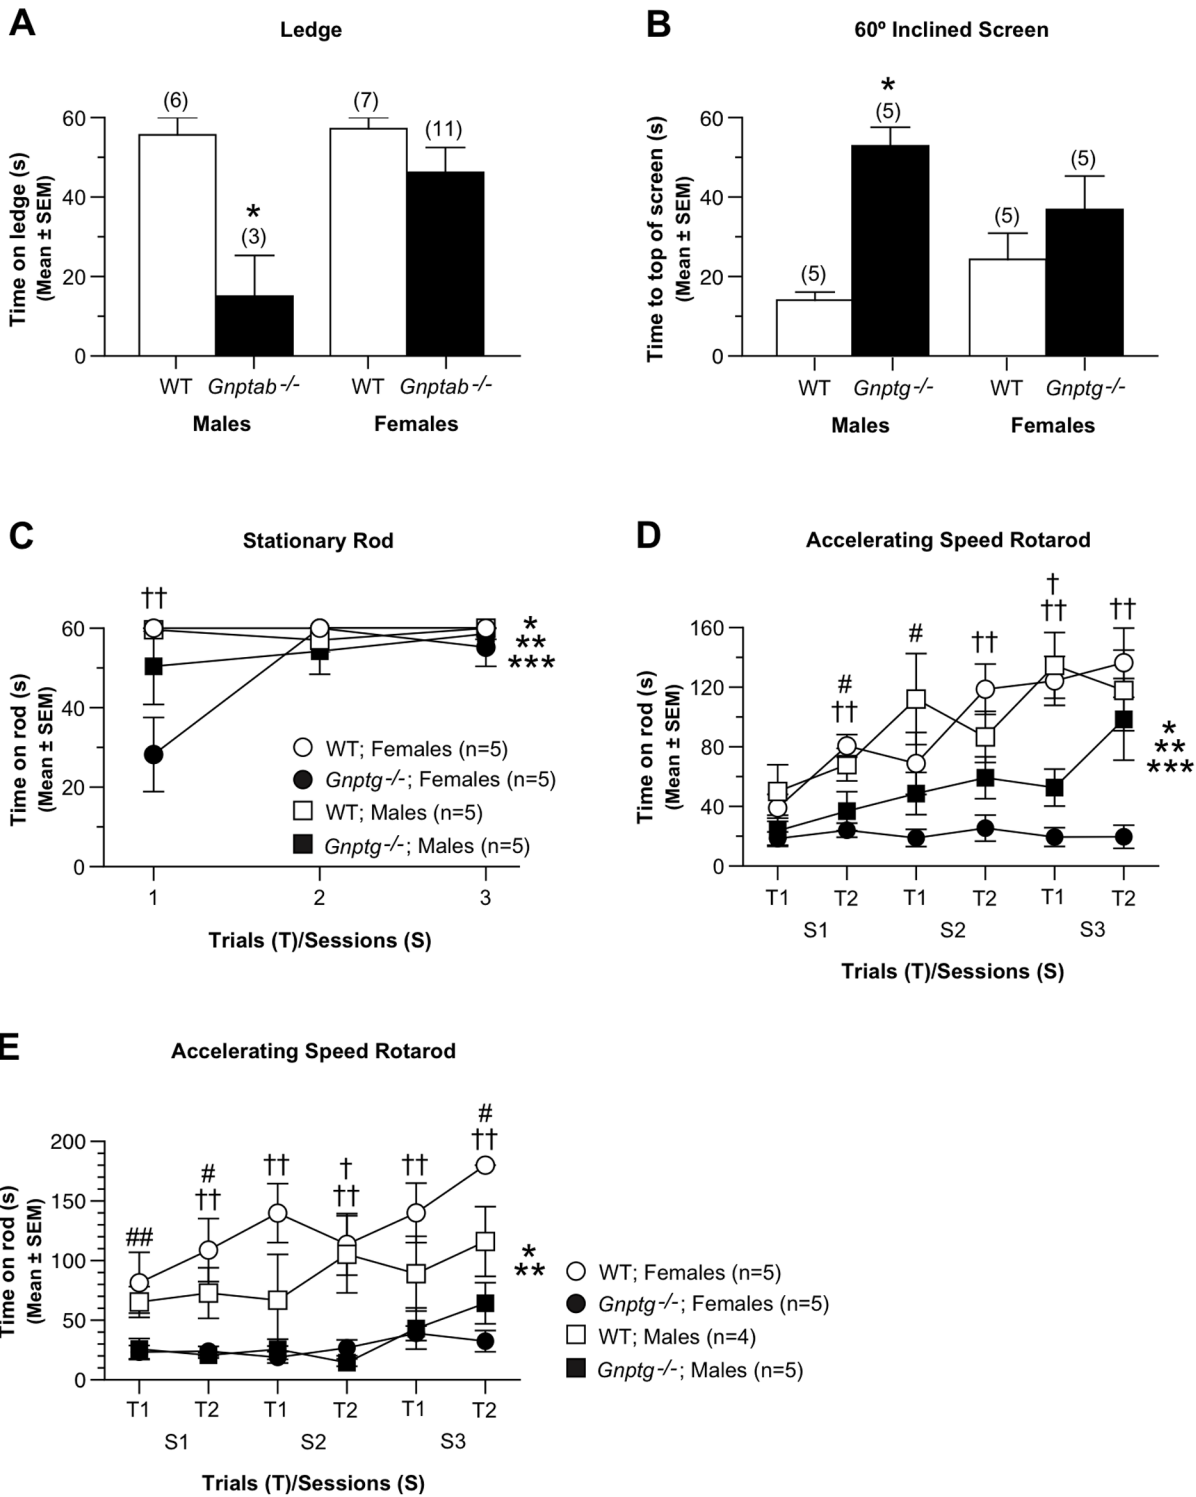 A
Ledge
Time on ledge (s)
(Mean ± SEM)
60
40
20
0
(6)
*
(3)
(7)
(11)
WT
Gnptab-/-
WT
Gnptab-/-
Males
Females
B
60º Inclined Screen
Time to top of screen (s)
(Mean ± SEM)
60
40
20
0
(5)
*
(5)
(5)
(5)
WT
Gnptg-/-
WT
Gnptg-/-
Males
Females
C
Stationary Rod
Time on rod (s)
(Mean ± SEM)
60
40
20
0
††
*
**
***
WT; Females (n=5)
Gnptg-/-; Females (n=5)
WT; Males (n=5)
Gnptg-/-; Males (n=5)
1 2 3
Trials (T)/Sessions (S)
D
Accelerating Speed Rotarod
Time on rod (s)
(Mean ± SEM)
160
120
80
40
0
#
††
#
††
†
††
††
*
**
***
T1 T2 T1 T2 T1 T2
S1 S2 S3
Trials (T)/Sessions (S)
E
Accelerating Speed Rotarod
Time on rod (s)
(Mean ± SEM)
200
150
100
50
0
##
#
††
††
†
††
††
#
††
*
**
WT; Females (n=5)
Gnptg-/-; Females (n=5)
WT; Males (n=4)
Gnptg-/-; Males (n=5)
T1 T2 T1 T2 T1 T2
S1 S2 S3
Trials (T)/Sessions (S)